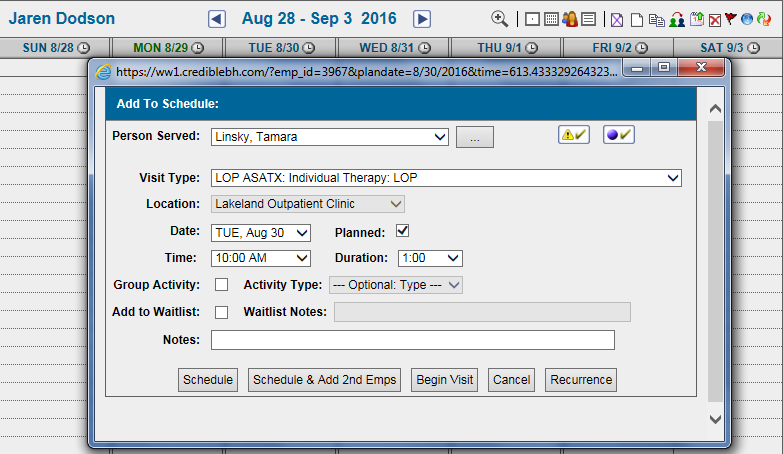 Jaren Dodson Aug 28 - Sep 3 2016
SUN 8/28 MON 8/29 TUE 8/30 WED 8/31 THU 9/1 FRI 9/2 SAT 9/3
https://ww1.crediblebh.com/?emp_id=3967&plandate=8/30/2016&time=613.433329264323...
Add To Schedule:
Person Served: Linsky, Tamara ...
Visit Type: LOP ASATX: Individual Therapy: LOP
Location: Lakeland Outpatient Clinic
Date: TUE, Aug 30 Planned:
Time: 10:00 AM Duration: 1:00
Group Activity: Activity Type: --- Optional: Type ---
Add to Waitlist: Waitlist Notes:
Notes:
Schedule Schedule & Add 2nd Emps Begin Visit Cancel Recurrence